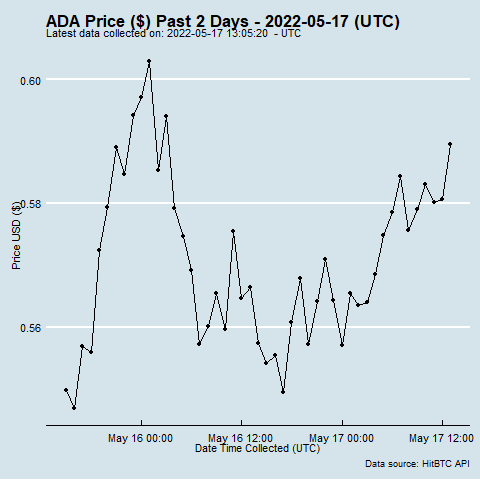 ADA Price ($) Past 2 Days - 2022-05-17 (UTC)
Latest data collected on: 2022-05-17 13:05:20 - UTC
0.60
0.58
0.56
Price USD ($)
May 16 00:00 May 16 12:00 May 17 00:00 May 17 12:00
Date Time Collected (UTC)
Data source: HitBTC API